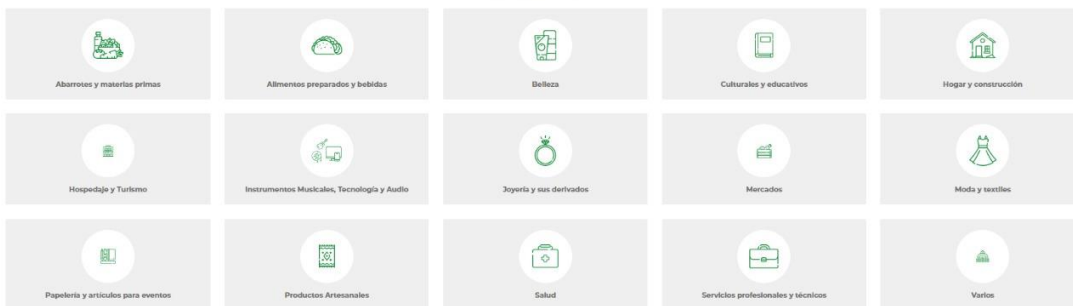 Abarrotes y materias primas
Alimentos preparados y bebidas
Belleza
Culturales y educativos
Hogar y construcción
Hospedaje y Turismo
Instrumentos Musicales, Tecnología y Audio
Joyería y sus derivados
Mercados
Moda y textiles
Papelería y artículos para eventos
Productos Artesanales
Salud
Servicios profesionales y técnicos
Varios